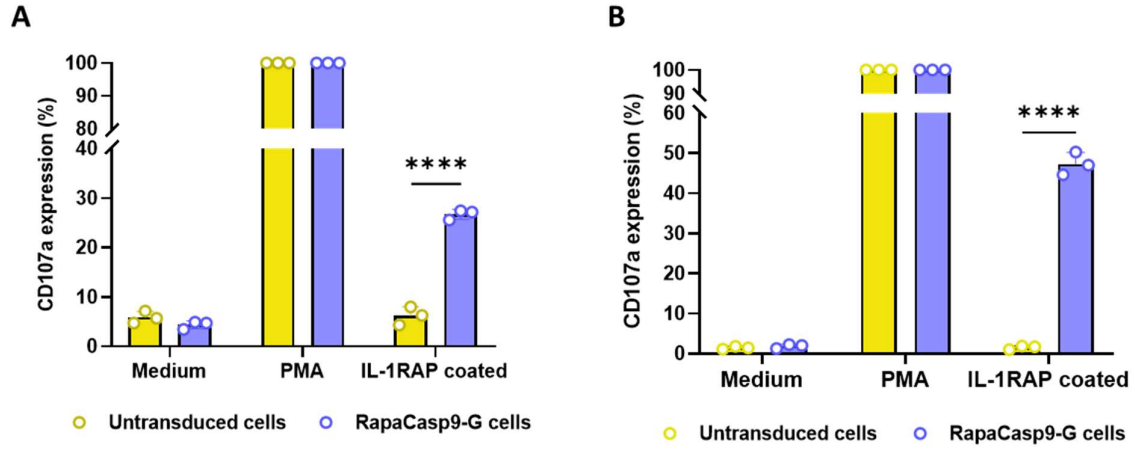 A
CD107a expression (%)
100
90
80
40
30
20
10
0
****
Medium
PMA
IL-1RAP coated
Untransduced cells
RapaCasp9-G cells
B
CD107a expression (%)
100
90
60
50
40
30
20
10
0
****
Medium
PMA
IL-1RAP coated
Untransduced cells
RapaCasp9-G cells